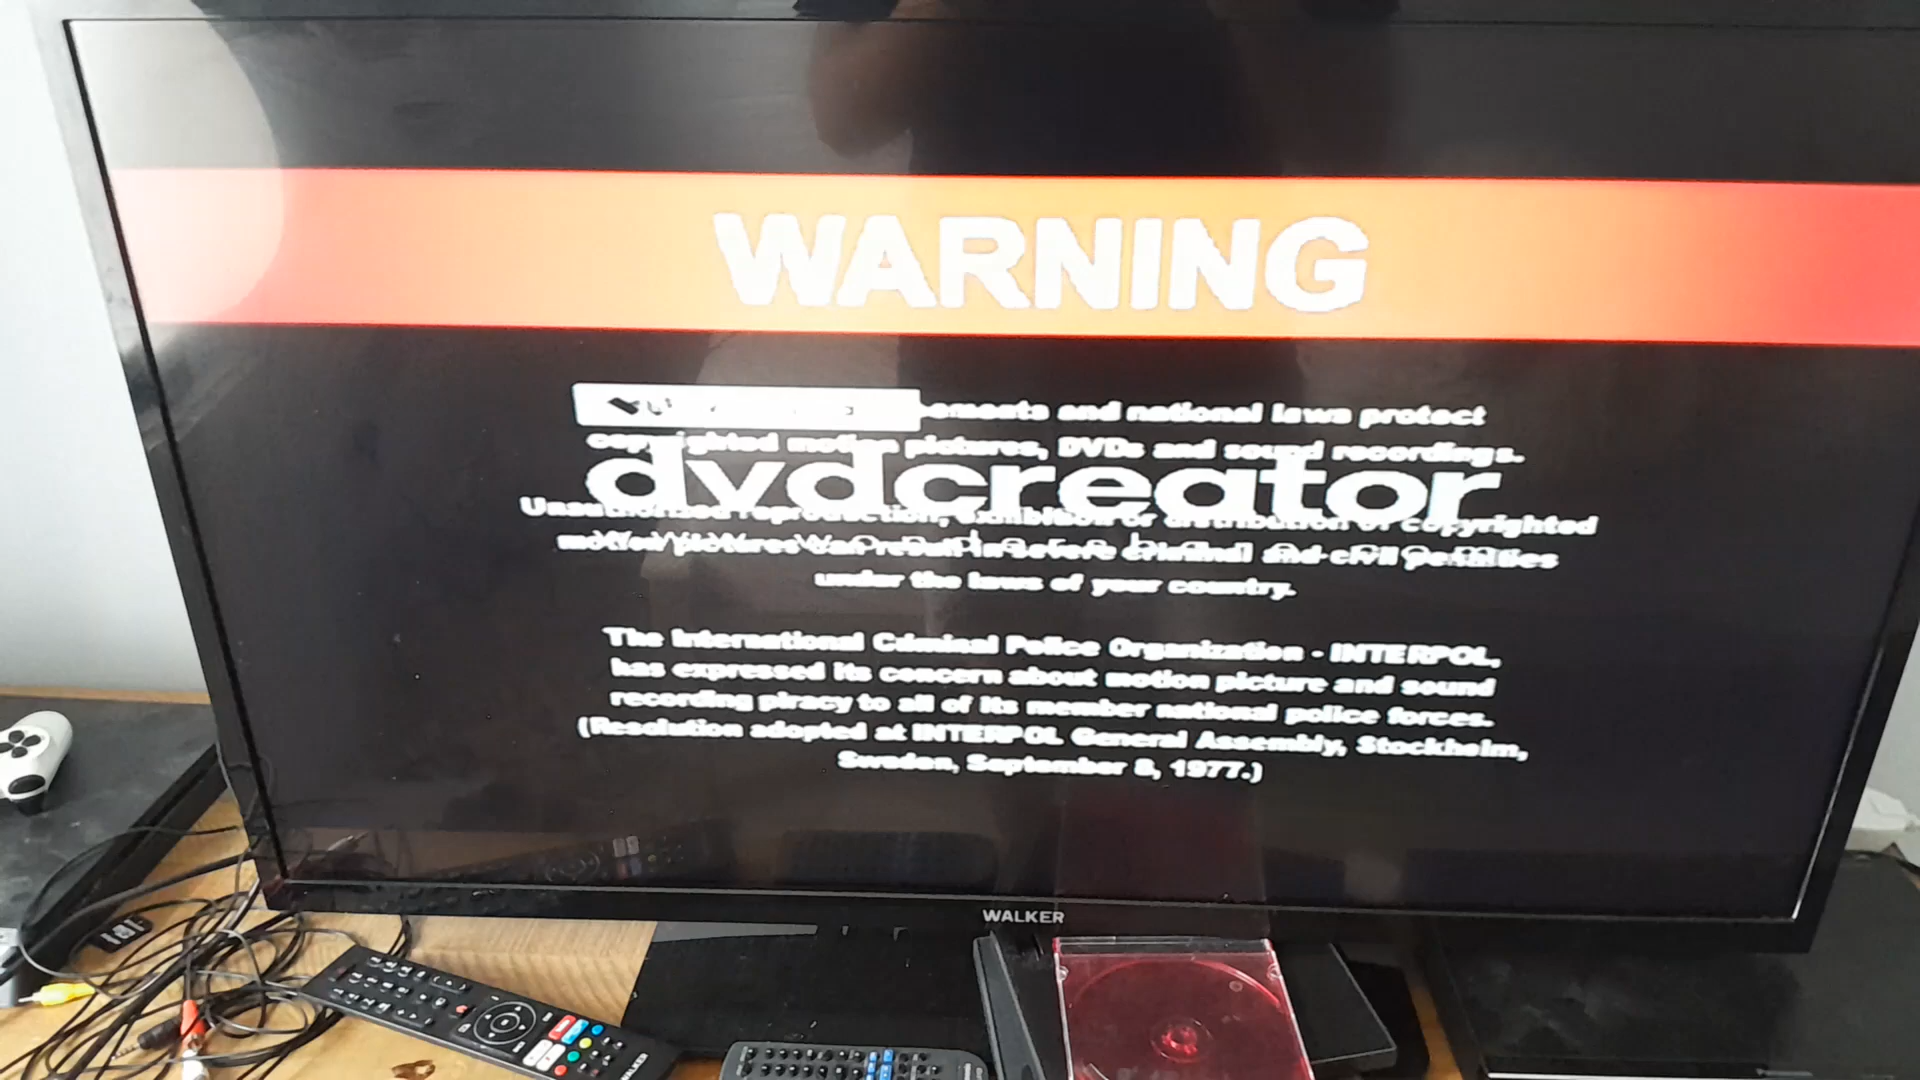 WARNING
and national laws protect
copyrighted motion pictures, DVDs and sound recordings.
dvdcreator
Unauthorized reproduction, exhibition or distribution of copyrighted
motion pictures can result in severe criminal and civil penalties
under the laws of your country.
The International Criminal Police Organization - INTERPOL,
has expressed its concern about motion picture and sound
recording piracy to all of its member national police forces.
(Resolution adopted at INTERPOL General Assembly, Stockholm,
Sweden, September 8, 1977.)
WALKER
WALKER